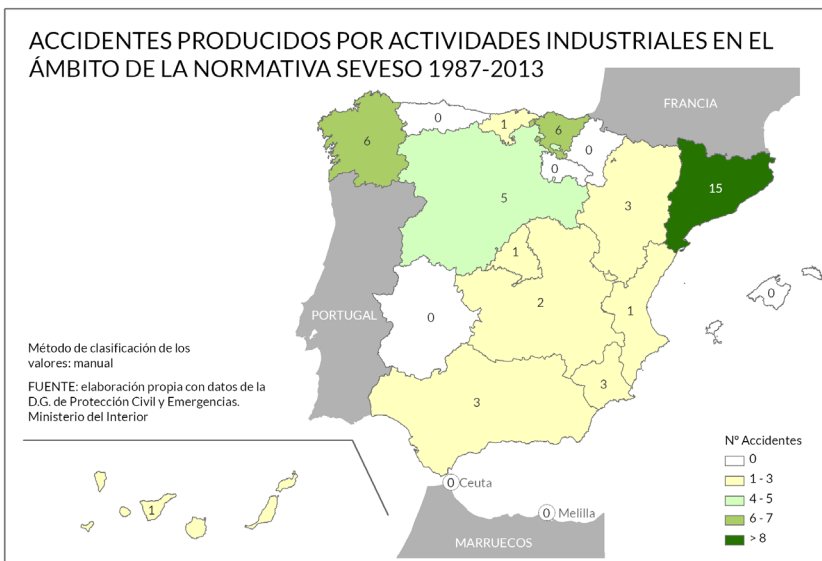 ACCIDENTES PRODUCIDOS POR ACTIVIDADES INDUSTRIALES EN EL
ÁMBITO DE LA NORMATIVA SEVESO 1987-2013
FRANCIA
0
1
6
6
0
0
15
5
3
1
0
2
PORTUGAL
0
1
Método de clasificación de los
valores: manual
FUENTE: elaboración propia con datos de la
D.G. de Protección Civil y Emergencias.
Ministerio del Interior
3
3
Nº Accidentes
0
1 - 3
4 - 5
6 - 7
> 8
0 Ceuta
0 Melilla
1
MARRUECOS